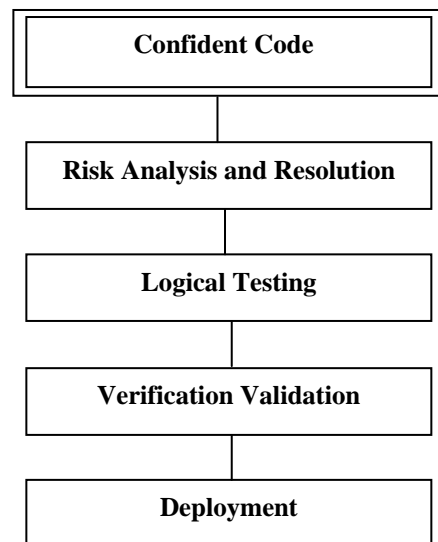 Confident Code
Risk Analysis and Resolution
Logical Testing
Verification Validation
Deployment